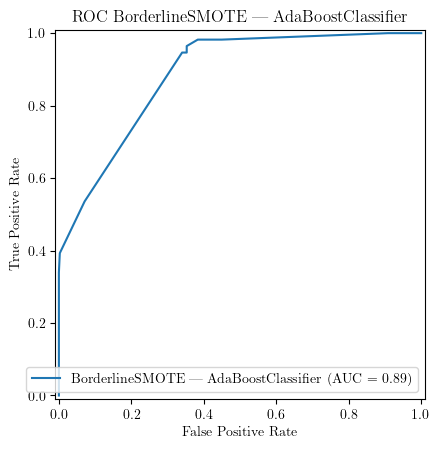 ROC BorderlineSMOTE — AdaBoostClassifier
True Positive Rate
1.0
0.8
0.6
0.4
0.2
0.0
BorderlineSMOTE — AdaBoostClassifier (AUC = 0.89)
0.0 0.2 0.4 0.6 0.8 1.0
False Positive Rate